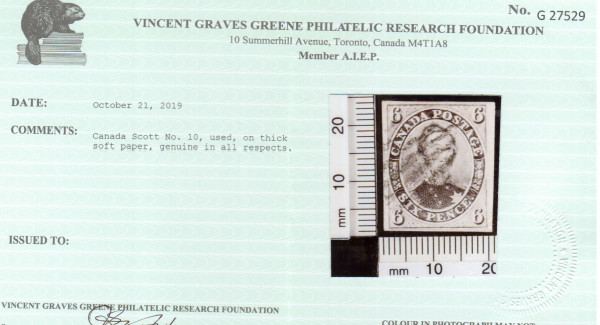 No. G 27529
VINCENT GRAVES GREENE PHILATELIC RESEARCH FOUNDATION
10 Summerhill Avenue, Toronto, Canada M4T1A8
Member A.I.E.P.
DATE: October 21, 2019
COMMENTS: Canada Scott No. 10, used, on thick
soft paper, genuine in all respects.
20
10
mm
6 6
CANADA POSTAGE
SIX PENCE
6 6
mm 10 20
ISSUED TO:
VINCENT GRAVES GREENE PHILATELIC RESEARCH FOUNDATION
COLOUR IN PHOTOGRAPH MAY NOT